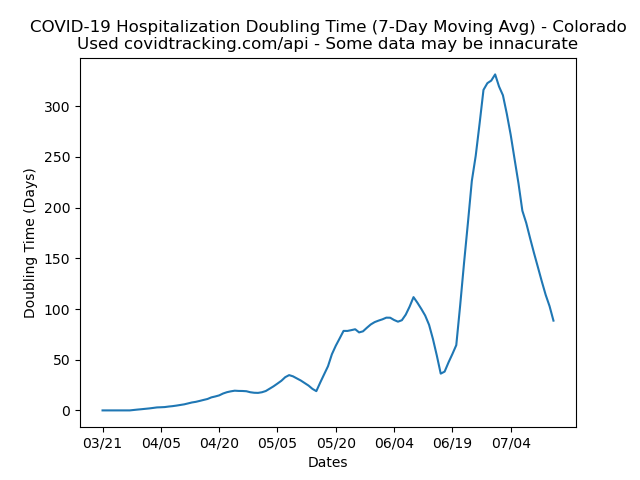 COVID-19 Hospitalization Doubling Time (7-Day Moving Avg) - Colorado
Used covidtracking.com/api - Some data may be innacurate
300
250
200
150
100
50
0
Doubling Time (Days)
03/21 04/05 04/20 05/05 05/20 06/04 06/19 07/04
Dates